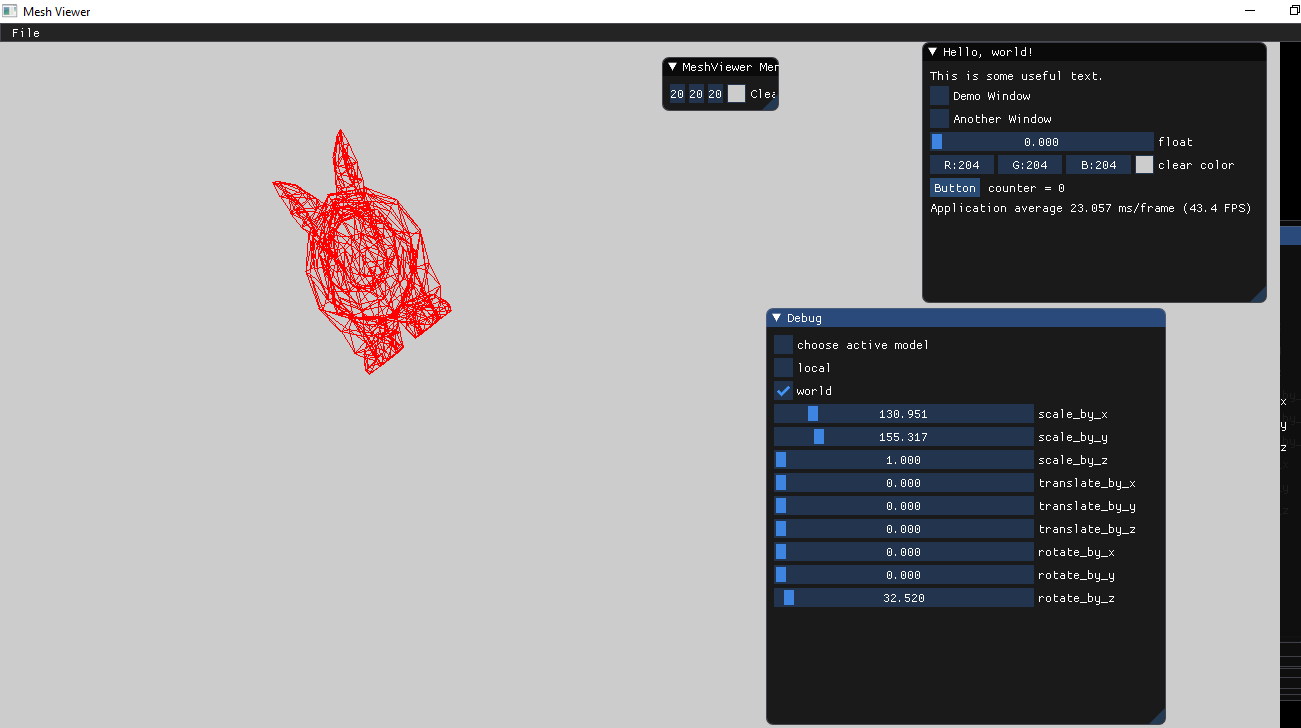 Mesh Viewer
File
MeshViewer Mer
20 20 20 Clea
Hello, world!
This is some useful text.
Demo Window
Another Window
0.000 float
R:204 G:204 B:204 clear color
Button counter = 0
Application average 23.057 ms/frame (43.4 FPS)
Debug
choose active model
local
world
130.951 scale_by_x
155.317 scale_by_y
1.000 scale_by_z
0.000 translate_by_x
0.000 translate_by_y
0.000 translate_by_z
0.000 rotate_by_x
0.000 rotate_by_y
32.520 rotate_by_z
x
y
z